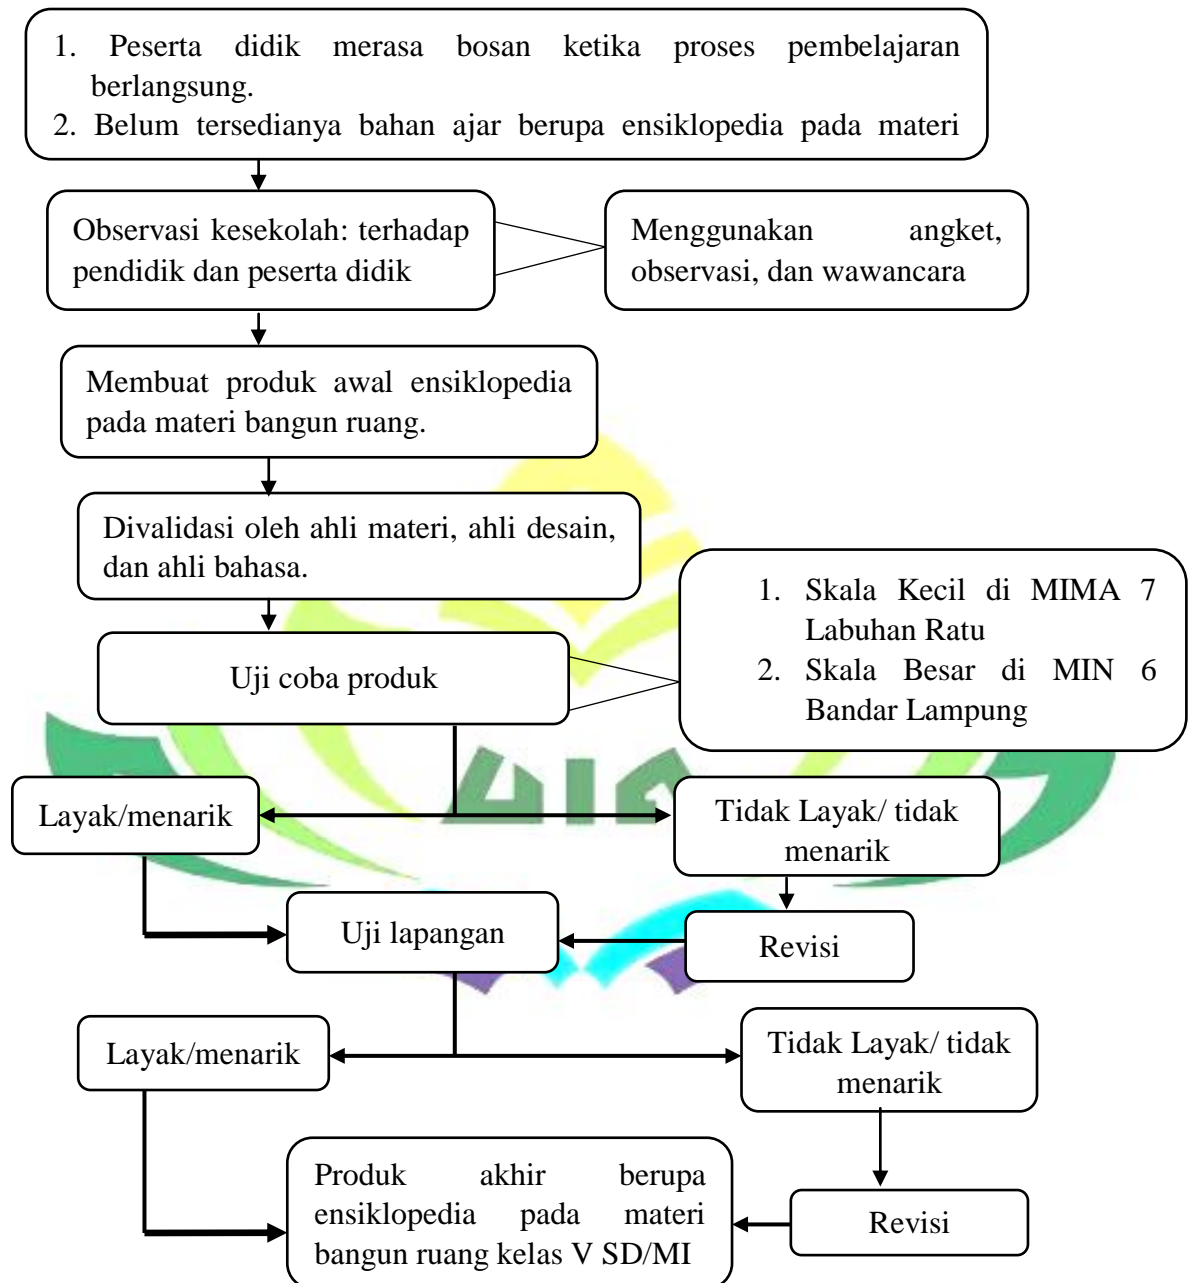 1. Peserta didik merasa bosan ketika proses pembelajaran
berlangsung.
2. Belum tersedianya bahan ajar berupa ensiklopedia pada materi
Observasi kesekolah: terhadap
pendidik dan peserta didik
Menggunakan angket,
observasi, dan wawancara
Membuat produk awal ensiklopedia
pada materi bangun ruang.
Divalidasi oleh ahli materi, ahli desain,
dan ahli bahasa.
1. Skala Kecil di MIMA 7
Labuhan Ratu
2. Skala Besar di MIN 6
Bandar Lampung
Uji coba produk
Layak/menarik
Tidak Layak/ tidak
menarik
Uji lapangan
Revisi
Layak/menarik
Tidak Layak/ tidak
menarik
Produk akhir berupa
ensiklopedia pada materi
bangun ruang kelas V SD/MI
Revisi